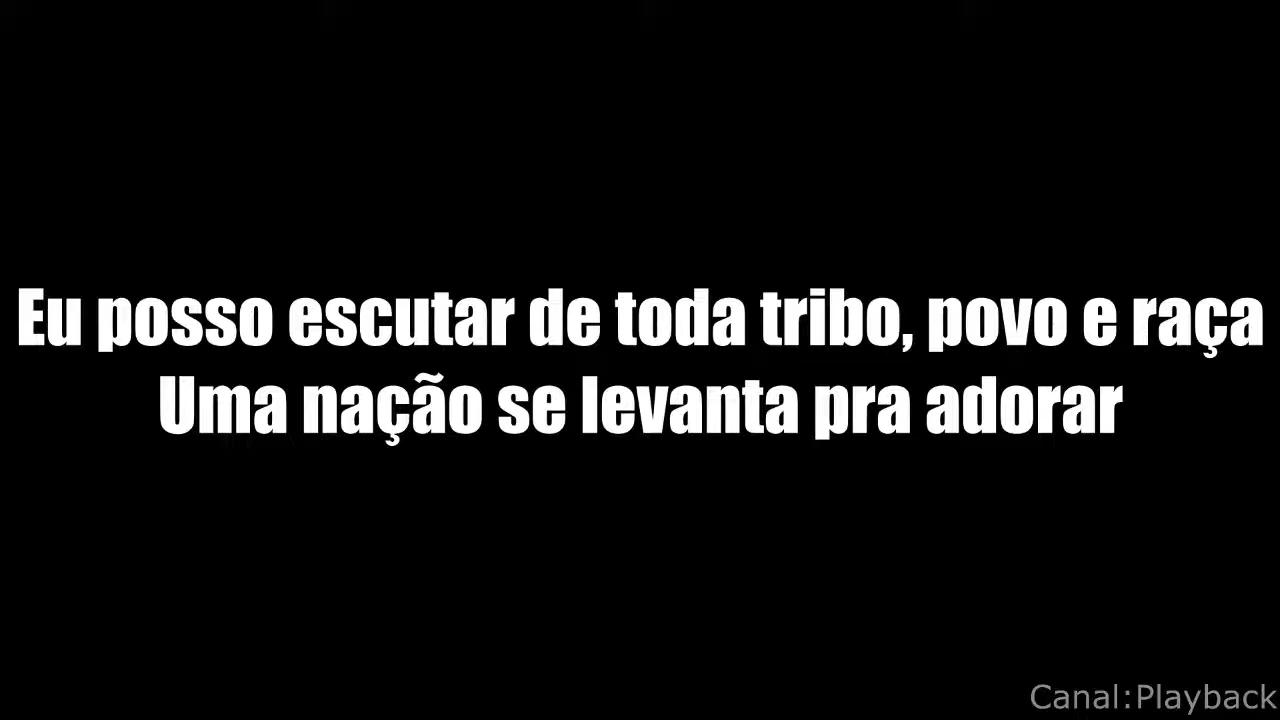 Eu posso escutar de toda tribo, povo e raça
Uma nação se levanta pra adorar
Canal:Playback